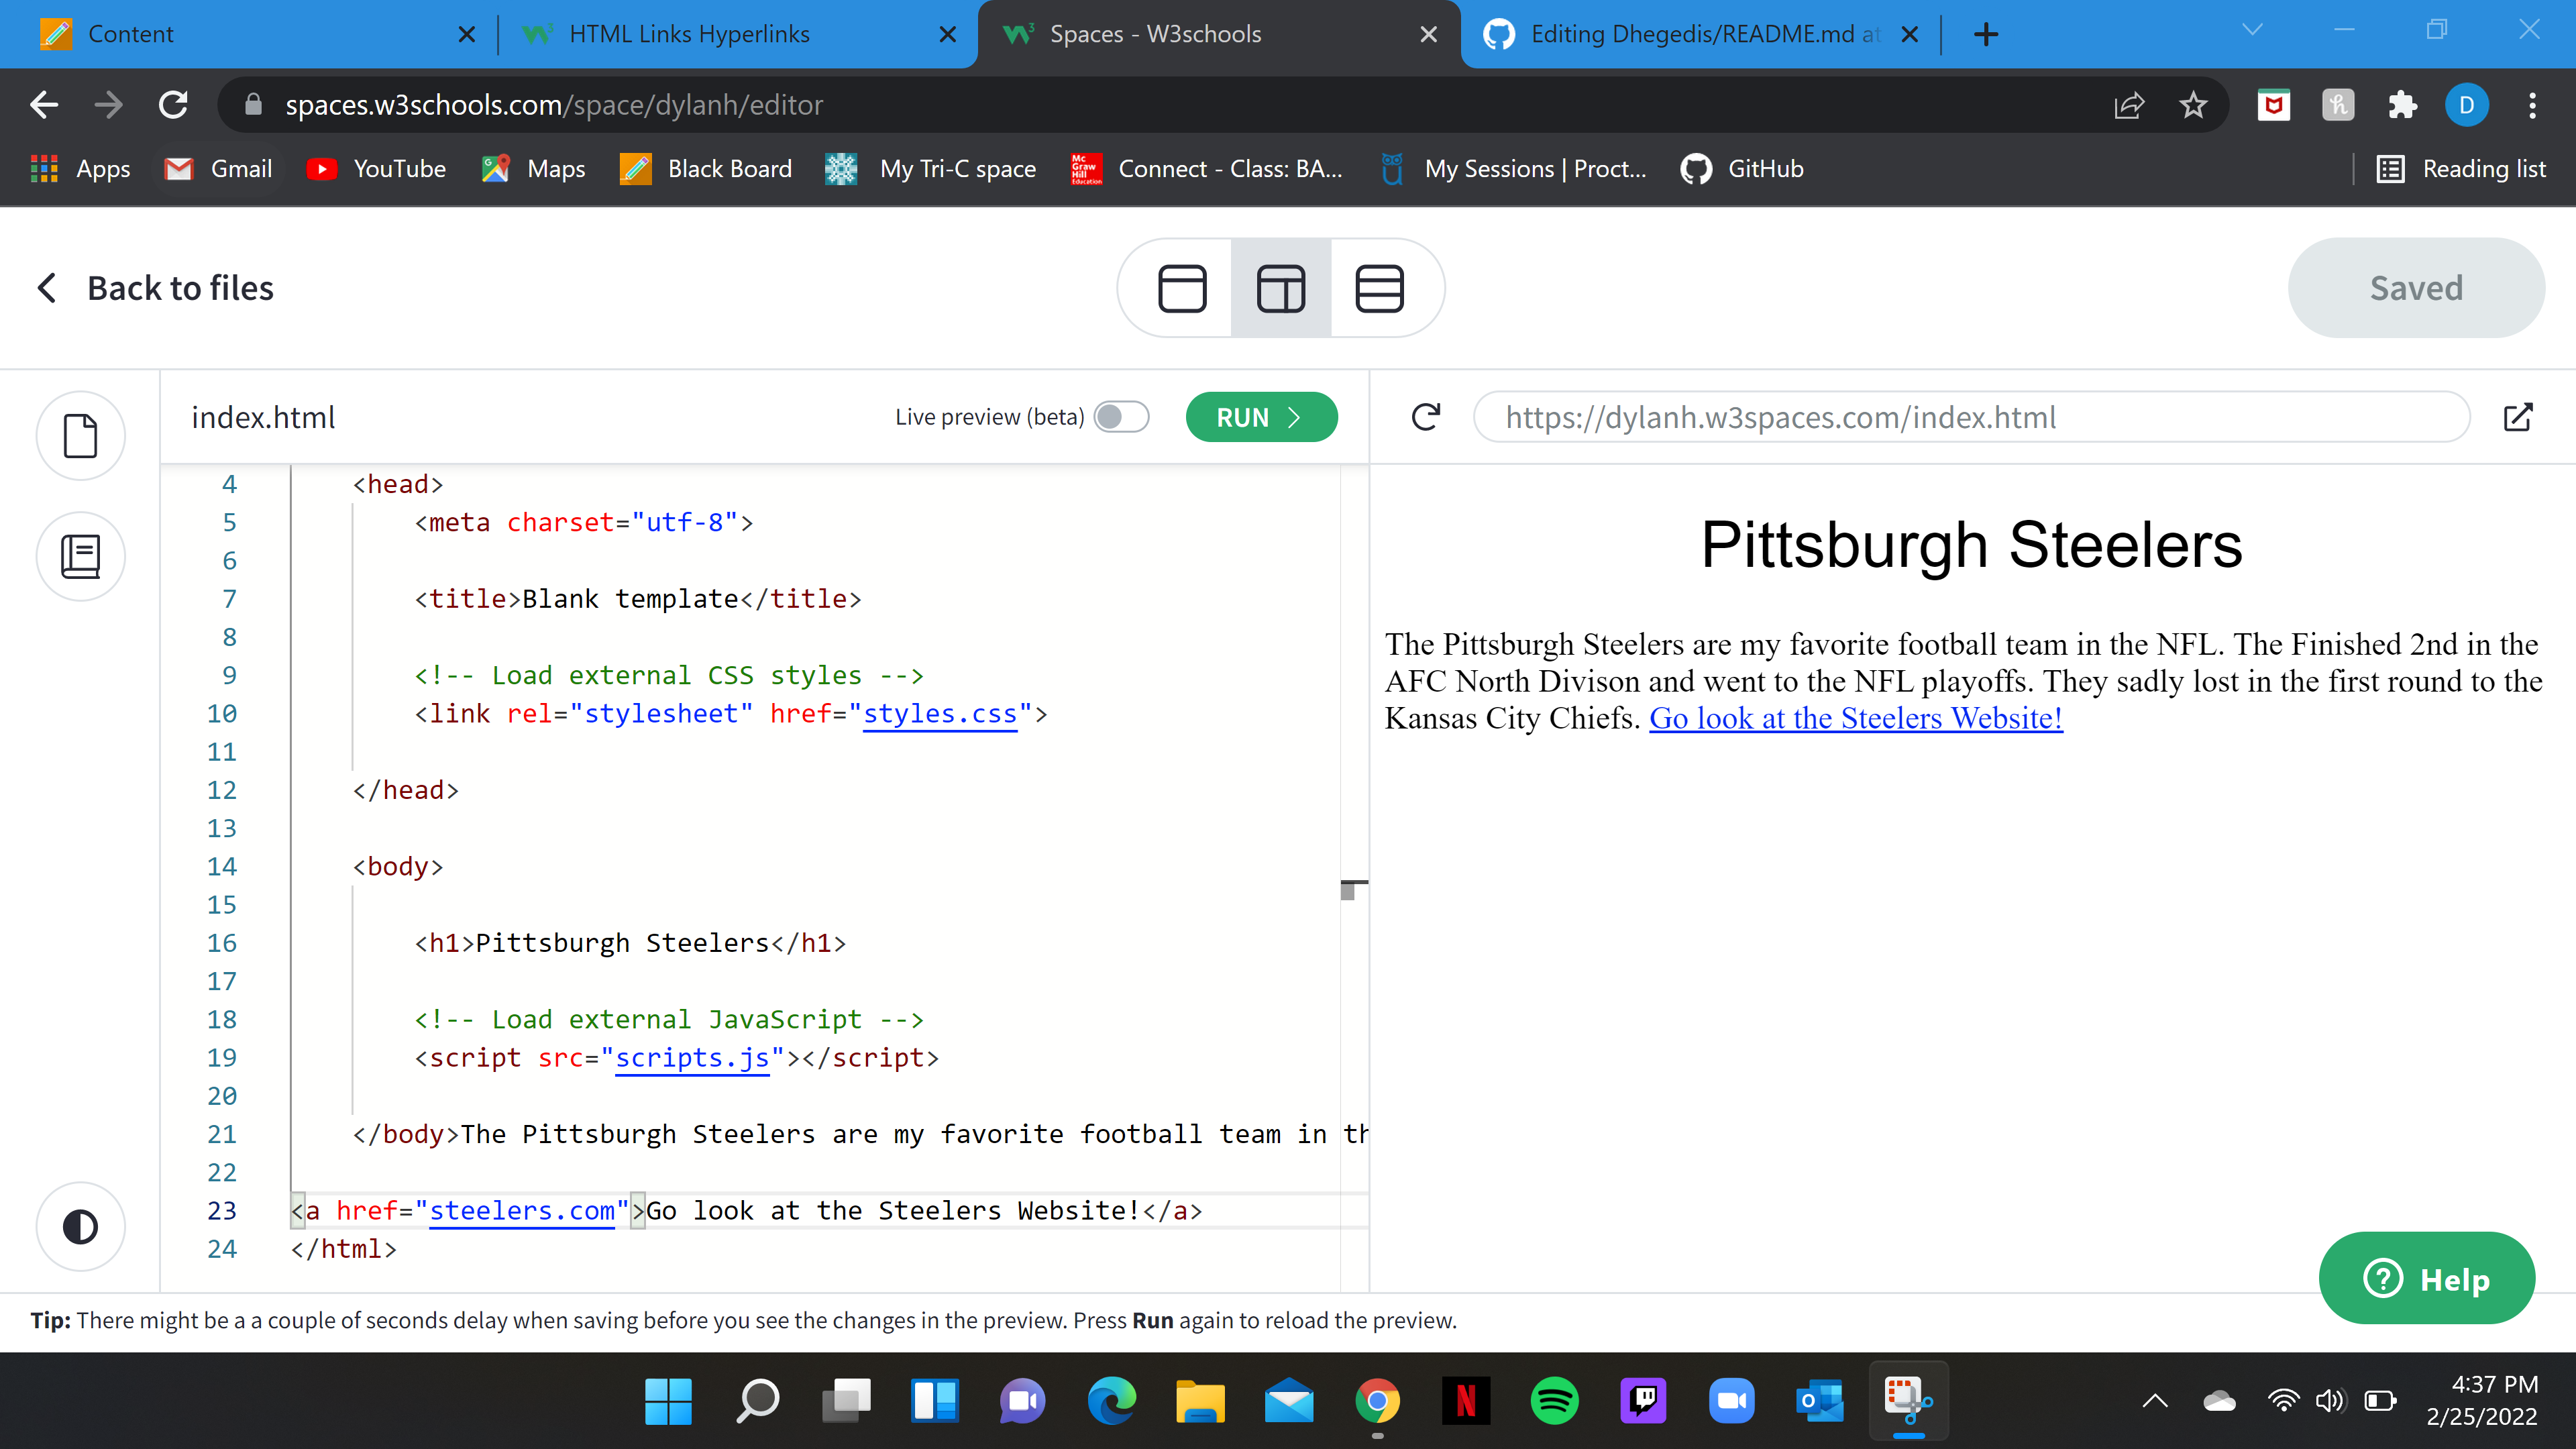 Content
HTML Links Hyperlinks
Spaces - W3schools
Editing Dhegedis/README.md at
spaces.w3schools.com/space/dylanh/editor
D
Apps
Gmail
YouTube
Maps
Black Board
My Tri-C space
Mc Graw Hill Education
Connect - Class: BA...
My Sessions | Proct...
GitHub
Reading list
Back to files
Saved
index.html
Live preview (beta)
RUN
https://dylanh.w3spaces.com/index.html
4 <head>
5 <meta charset="utf-8">
6
7 <title>Blank template</title>
8
9 <!-- Load external CSS styles -->
10 <link rel="stylesheet" href="styles.css">
11
12 </head>
13
14 <body>
15
16 <h1>Pittsburgh Steelers</h1>
17
18 <!-- Load external JavaScript -->
19 <script src="scripts.js"></script>
20
21 </body>The Pittsburgh Steelers are my favorite football team in th
22
23 <a href="steelers.com">Go look at the Steelers Website!</a>
24 </html>
Pittsburgh Steelers
The Pittsburgh Steelers are my favorite football team in the NFL. The Finished 2nd in the
AFC North Divison and went to the NFL playoffs. They sadly lost in the first round to the
Kansas City Chiefs. Go look at the Steelers Website!
Help
Tip: There might be a a couple of seconds delay when saving before you see the changes in the preview. Press Run again to reload the preview.
4:37 PM
2/25/2022